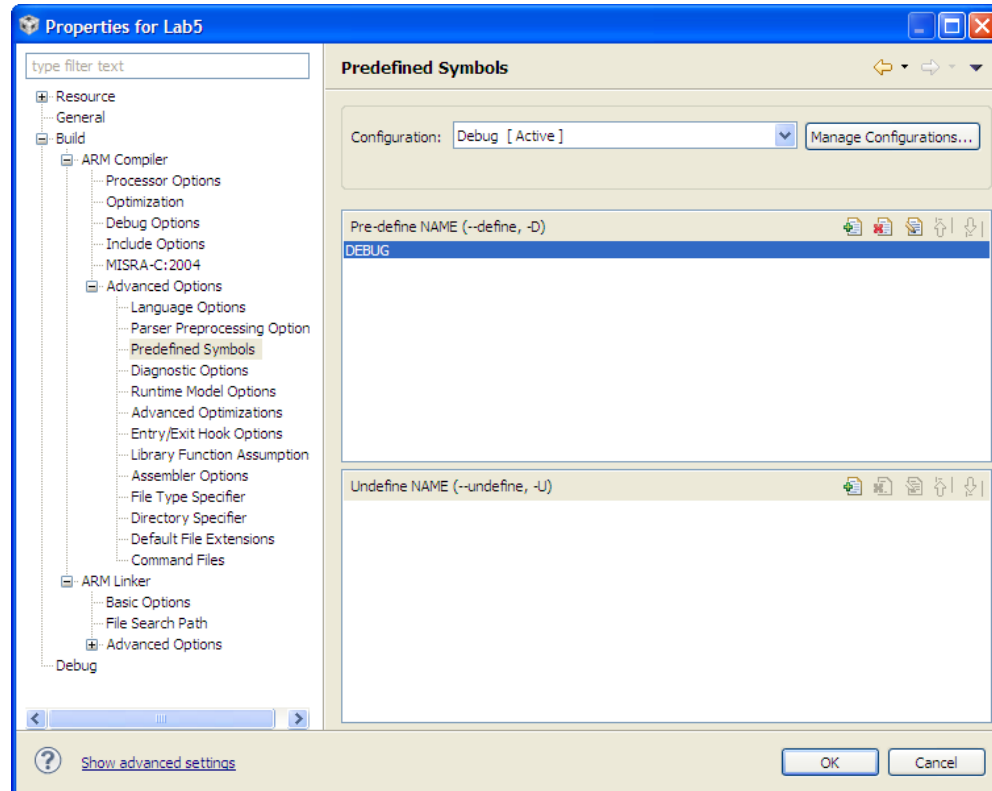 Properties for Lab5
type filter text
Resource
General
Build
ARM Compiler
Processor Options
Optimization
Debug Options
Include Options
MISRA-C:2004
Advanced Options
Language Options
Parser Preprocessing Option
Predefined Symbols
Diagnostic Options
Runtime Model Options
Advanced Optimizations
Entry/Exit Hook Options
Library Function Assumption
Assembler Options
File Type Specifier
Directory Specifier
Default File Extensions
Command Files
ARM Linker
Basic Options
File Search Path
Advanced Options
Debug
Predefined Symbols
Configuration: Debug [ Active ] Manage Configurations...
Pre-define NAME (--define, -D)
DEBUG
Undefine NAME (--undefine, -U)
Show advanced settings
OK Cancel